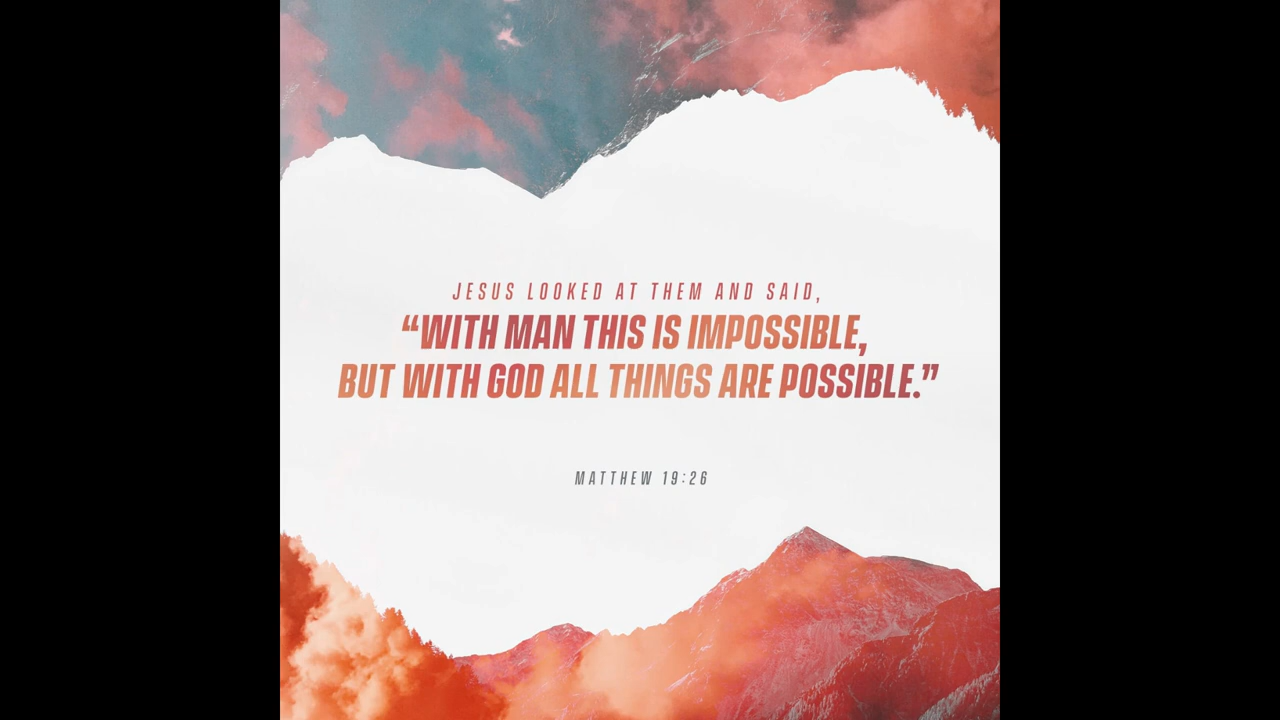 JESUS LOOKED AT THEM AND SAID,
“WITH MAN THIS IS IMPOSSIBLE,
BUT WITH GOD ALL THINGS ARE POSSIBLE.”
MATTHEW 19:26